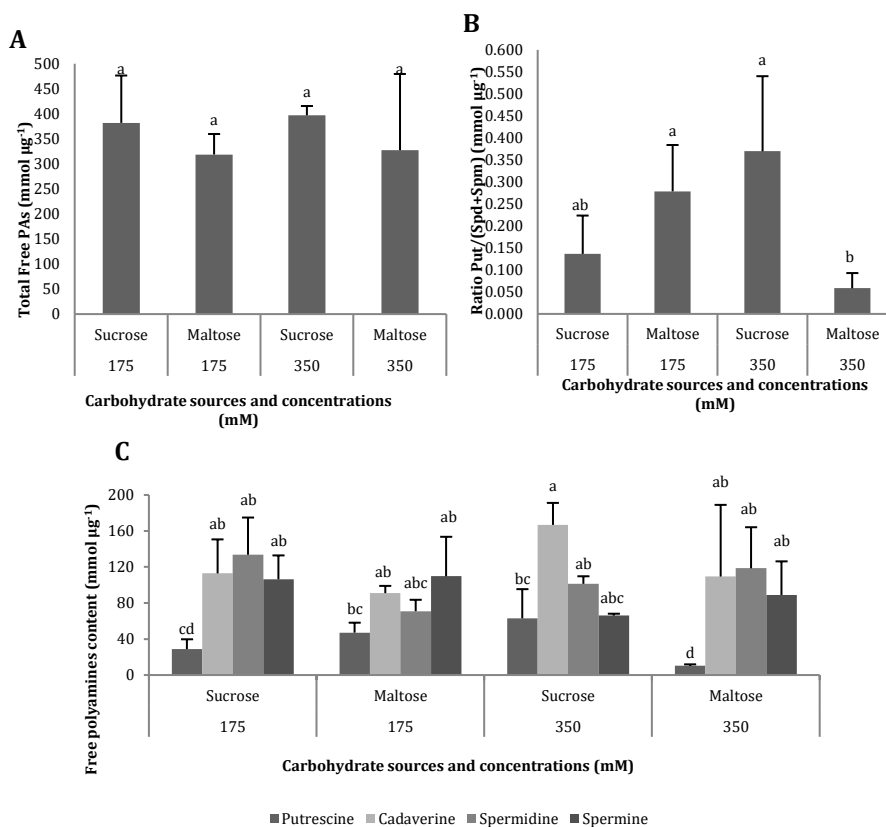 A
Total Free PAs (mmol µg-1)
500
450
400
350
300
250
200
150
100
50
0
a
a
a
a
Sucrose Maltose Sucrose Maltose
175 175 350 350
Carbohydrate sources and concentrations
(mM)
B
Ratio Put/(Spd+Spm) (mmol µg-1)
0.600
0.550
0.500
0.450
0.400
0.350
0.300
0.250
0.200
0.150
0.100
0.050
0.000
ab
a
a
b
Sucrose Maltose Sucrose Maltose
175 175 350 350
Carbohydrate sources and concentrations
(mM)
C
Free polyamines content (mmol µg-1)
200
160
120
80
40
0
cd ab ab ab
bc ab abc ab
bc a ab abc
d ab ab ab
Sucrose Maltose Sucrose Maltose
175 175 350 350
Carbohydrate sources and concentrations (mM)
Putrescine Cadaverine Spermidine Spermine